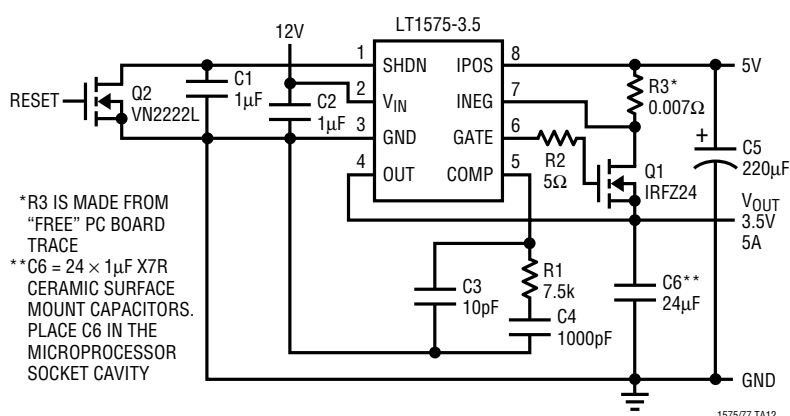 LT1575-3.5
12V
1
SHDN
IPOS
8
5V
RESET
Q2
VN2222L
C1
1µF
2
V_IN
INEG
7
R3*
0.007Ω
C2
1µF
3
GND
GATE
6
R2
5Ω
+
C5
220µF
4
OUT
COMP
5
Q1
IRFZ24
V_OUT
3.5V
5A
*R3 IS MADE FROM
“FREE” PC BOARD
TRACE
**C6 = 24 × 1µF X7R
CERAMIC SURFACE
MOUNT CAPACITORS.
PLACE C6 IN THE
MICROPROCESSOR
SOCKET CAVITY
C3
10pF
R1
7.5k
C4
1000pF
C6**
24µF
GND
1575/77 TA12